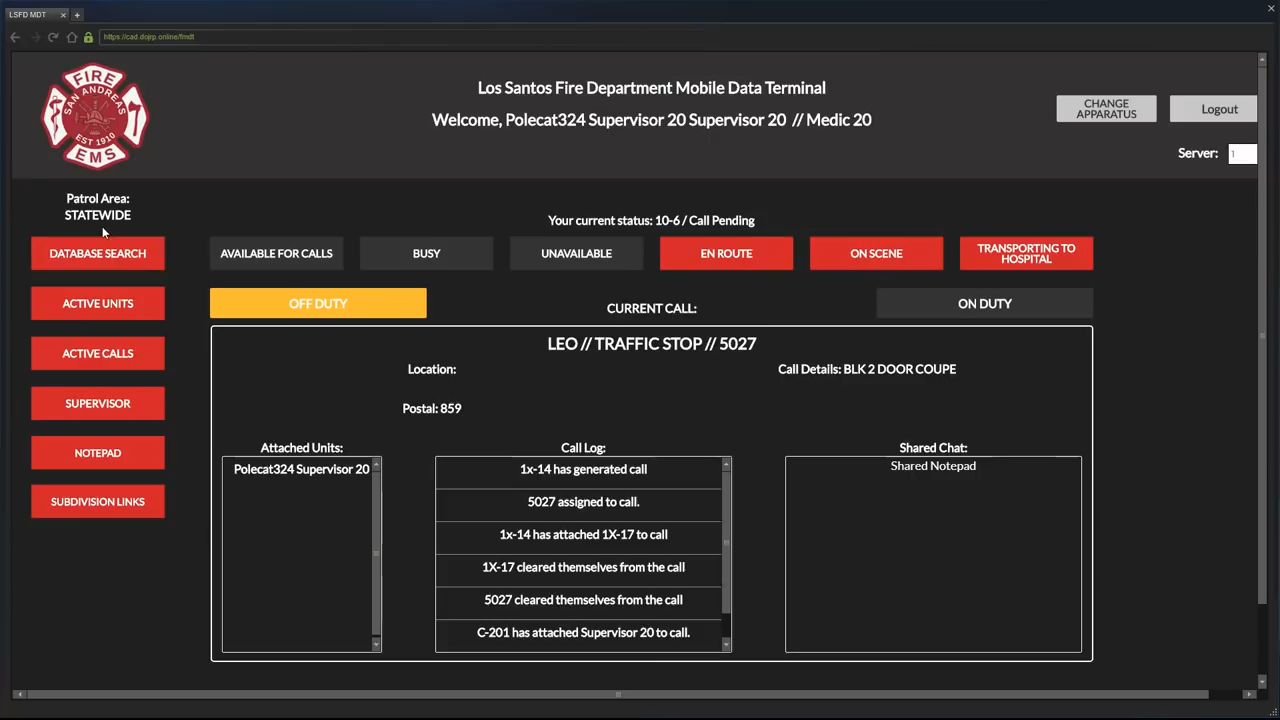 LSFD MDT
https://cad.dojrp.online/fmdt
FIRE
SAN ANDREAS
EST 1910
EMS
Los Santos Fire Department Mobile Data Terminal
Welcome, Polecat324 Supervisor 20 Supervisor 20 // Medic 20
CHANGE APPARATUS
Logout
Server: 1
Patrol Area:
STATEWIDE
Your current status: 10-6 / Call Pending
DATABASE SEARCH
ACTIVE UNITS
ACTIVE CALLS
SUPERVISOR
NOTEPAD
SUBDIVISION LINKS
AVAILABLE FOR CALLS
BUSY
UNAVAILABLE
EN ROUTE
ON SCENE
TRANSPORTING TO
HOSPITAL
OFF DUTY
CURRENT CALL:
ON DUTY
LEO // TRAFFIC STOP // 5027
Location:
Call Details: BLK 2 DOOR COUPE
Postal: 859
Attached Units:
Polecat324 Supervisor 20
Call Log:
1x-14 has generated call
5027 assigned to call.
1x-14 has attached 1X-17 to call
1X-17 cleared themselves from the call
5027 cleared themselves from the call
C-201 has attached Supervisor 20 to call.
Shared Chat:
Shared Notepad